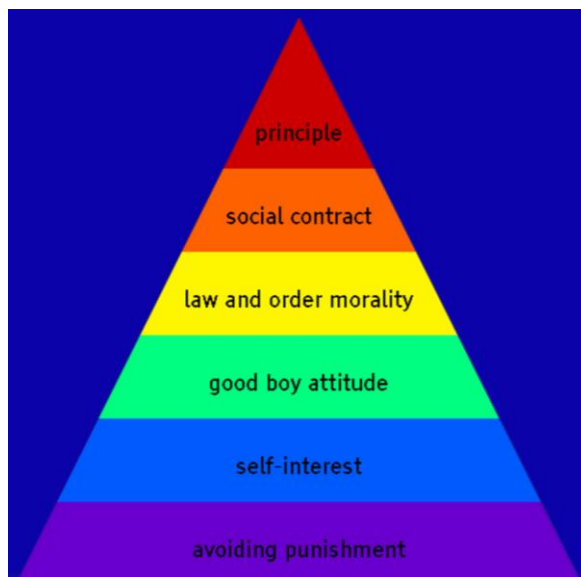 principle
social contract
law and order morality
good boy attitude
self-interest
avoiding punishment